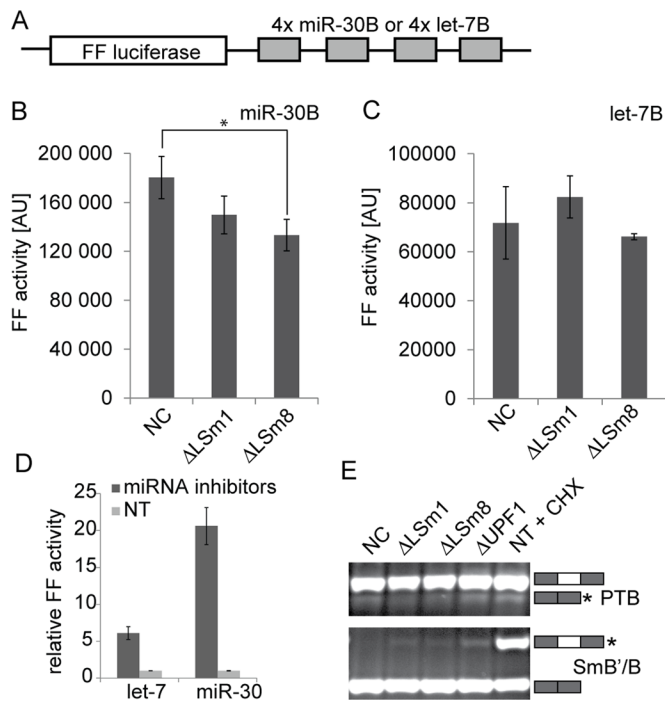 A
4x miR-30B or 4x let-7B
FF luciferase
B
miR-30B
*
FF activity [AU]
200 000
160 000
120 000
80 000
40 000
0
NC
ΔLSm1
ΔLSm8
C
let-7B
FF activity [AU]
100000
80000
60000
40000
20000
0
NC
ΔLSm1
ΔLSm8
D
miRNA inhibitors
NT
relative FF activity
25
20
15
10
5
0
let-7
miR-30
E
NC
ΔLSm1
ΔLSm8
ΔUPF1
NT + CHX
* PTB
*
SmB'/B